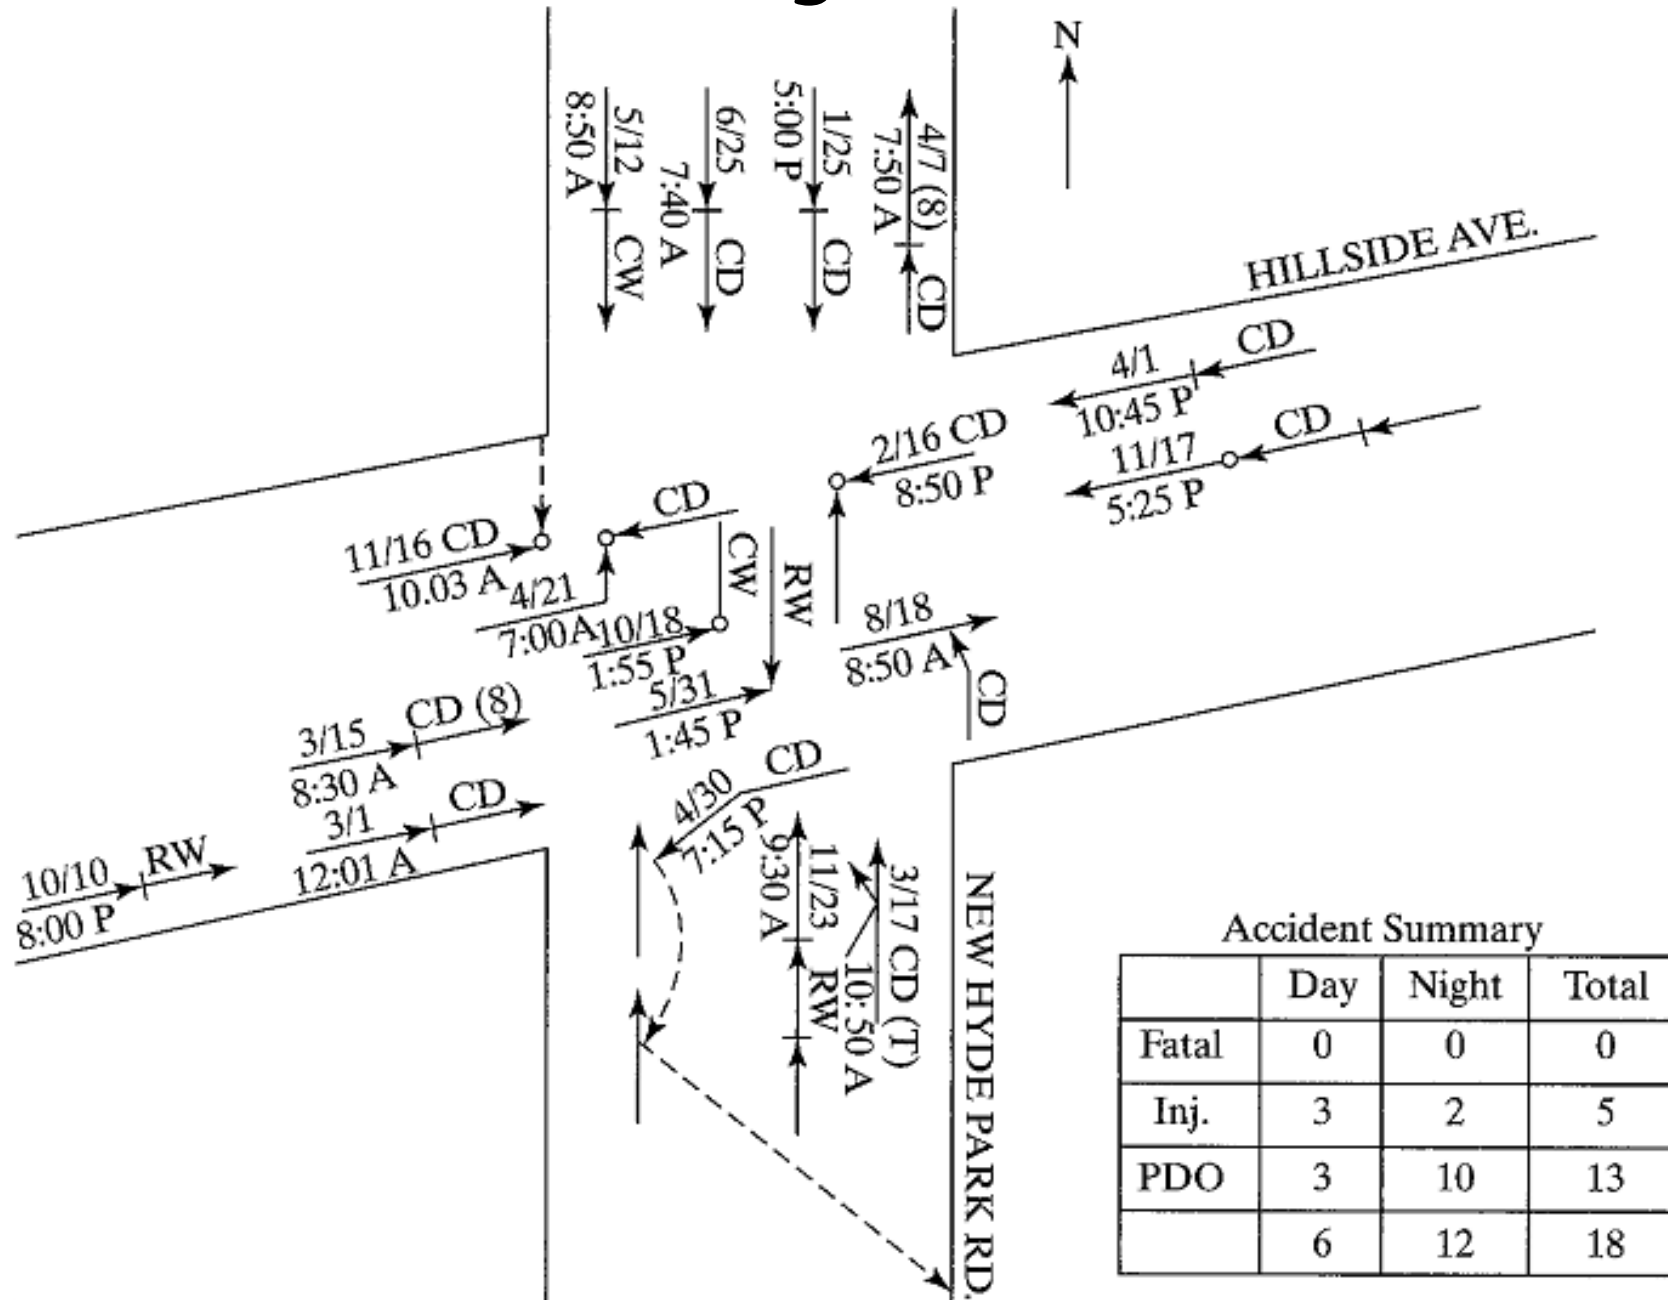 N
5/12
8:50 A
CW
6/25
7:40 A
CD
1/25
5:00 P
CD
4/7 (8)
7:50 A
CD
HILLSIDE AVE.
4/1
CD
10:45 P
11/17
CD
5:25 P
2/16 CD
8:50 P
11/16 CD
10.03 A
CD
4/21
7:00A
CW
10/18
1:55 P
RW
5/31
1:45 P
8/18
8:50 A
CD
3/15
CD (8)
8:30 A
3/1
CD
12:01 A
10/10
RW
8:00 P
4/30
CD
7:15 P
11/23
9:30 A
RW
3/17 CD (T)
10:50 A
NEW HYDE PARK RD.
Accident Summary
Day Night Total
Fatal 0 0 0
Inj. 3 2 5
PDO 3 10 13
6 12 18